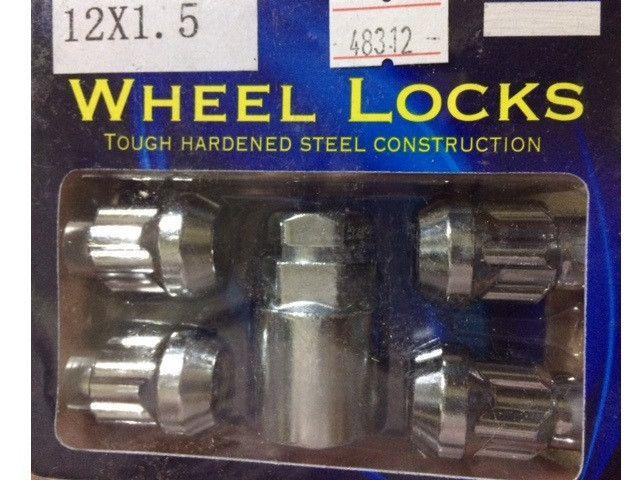 12X1.5
48312
WHEEL LOCKS
TOUGH HARDENED STEEL CONSTRUCTION